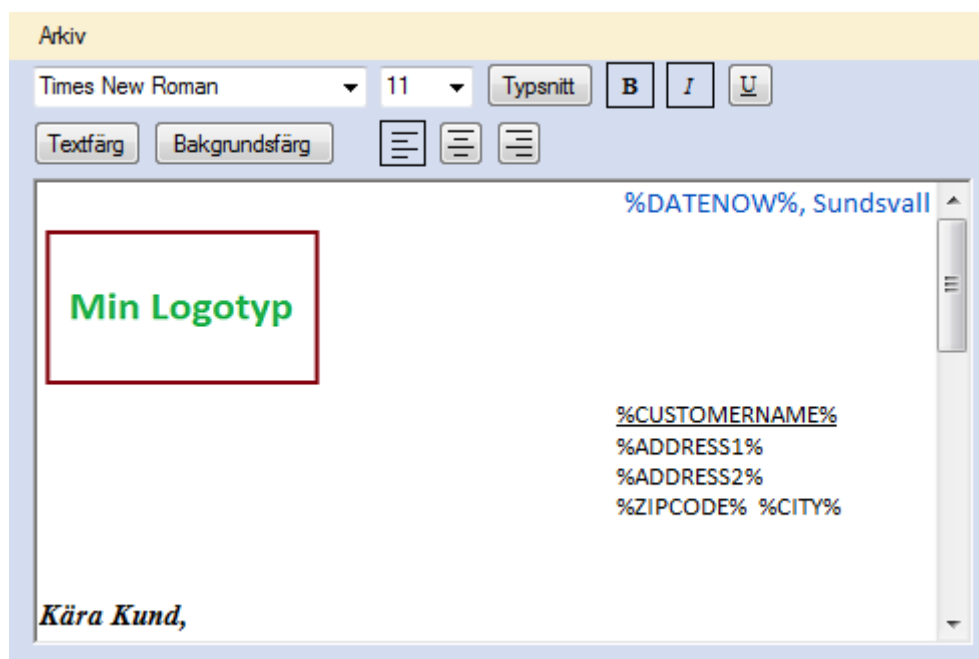 Arkiv
Times New Roman 11 Typsnitt B I U
Textfärg Bakgrundsfärg
%DATENOW%, Sundsvall
Min Logotyp
%CUSTOMERNAME%
%ADDRESS1%
%ADDRESS2%
%ZIPCODE% %CITY%
Kära Kund,